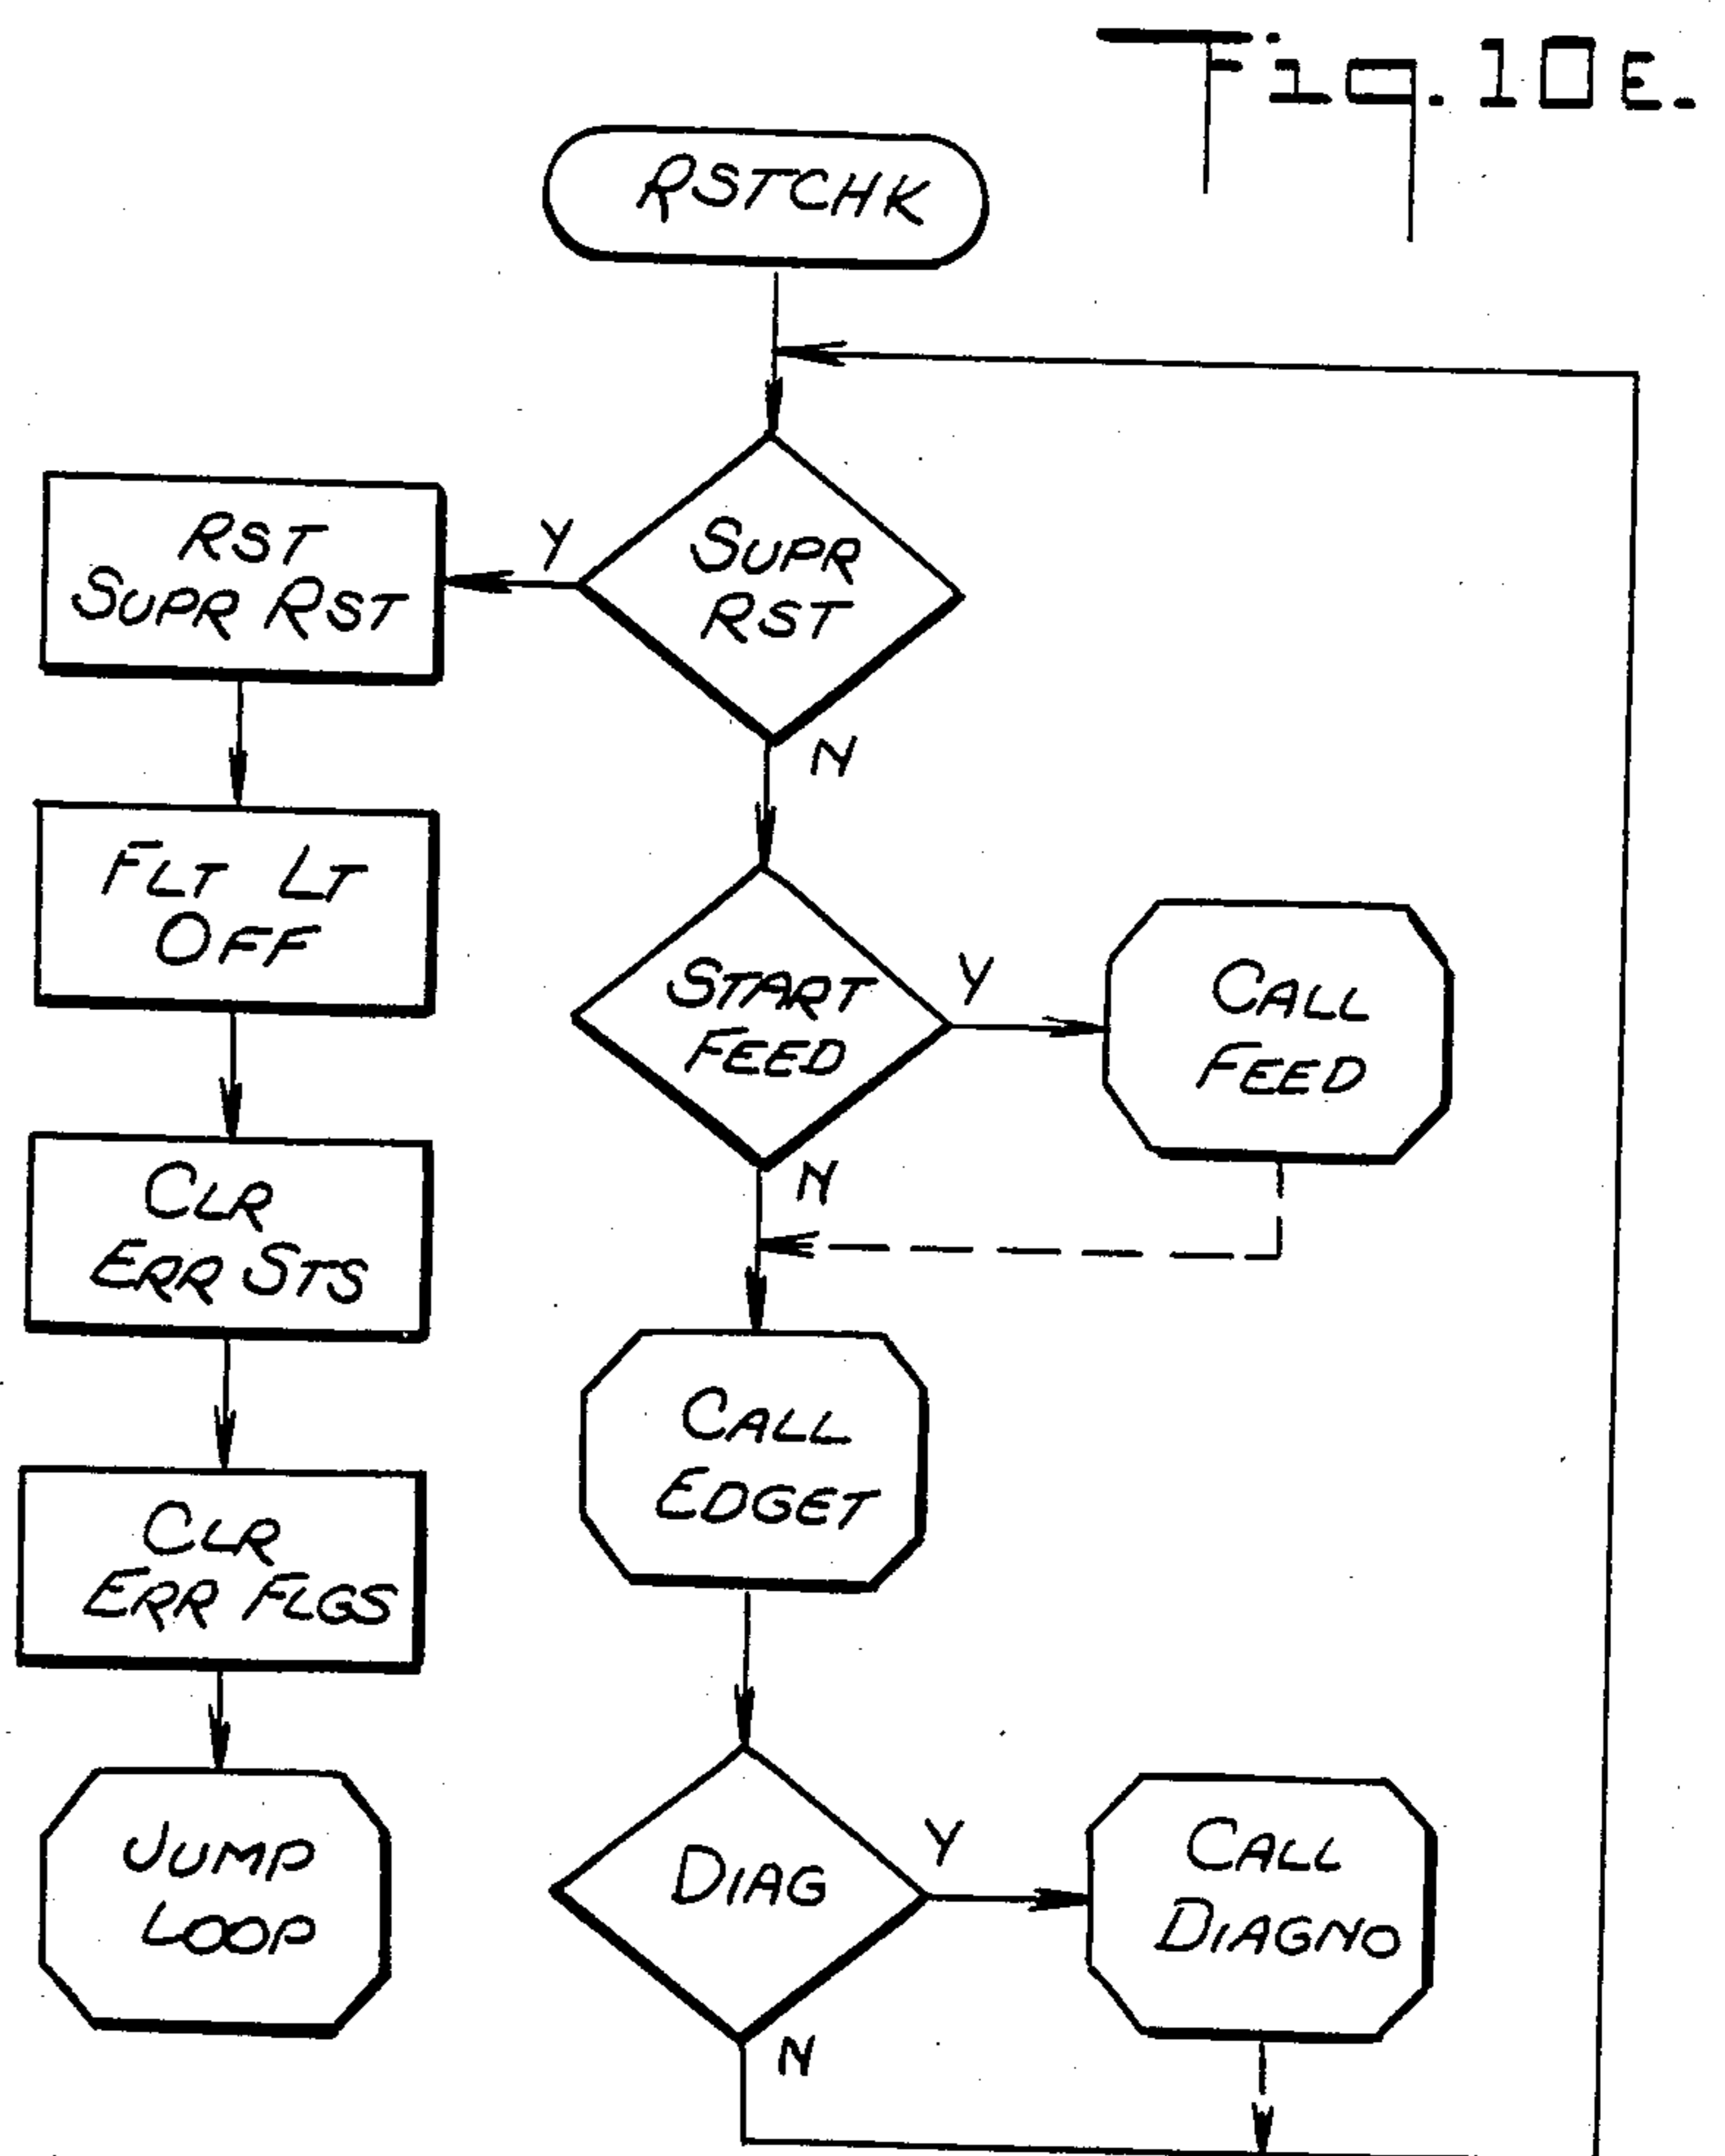 Fig. 10E.
RSTCHK
SUPR
RST
Y
N
RST
SUPR RST
FLT LT
OFF
CLR
ERR STS
CLR
ERR FLGS
JUMP
LOOP
START
FEED
Y
N
CALL
FEED
CALL
EDGET
DIAG
Y
N
CALL
DIAGNO